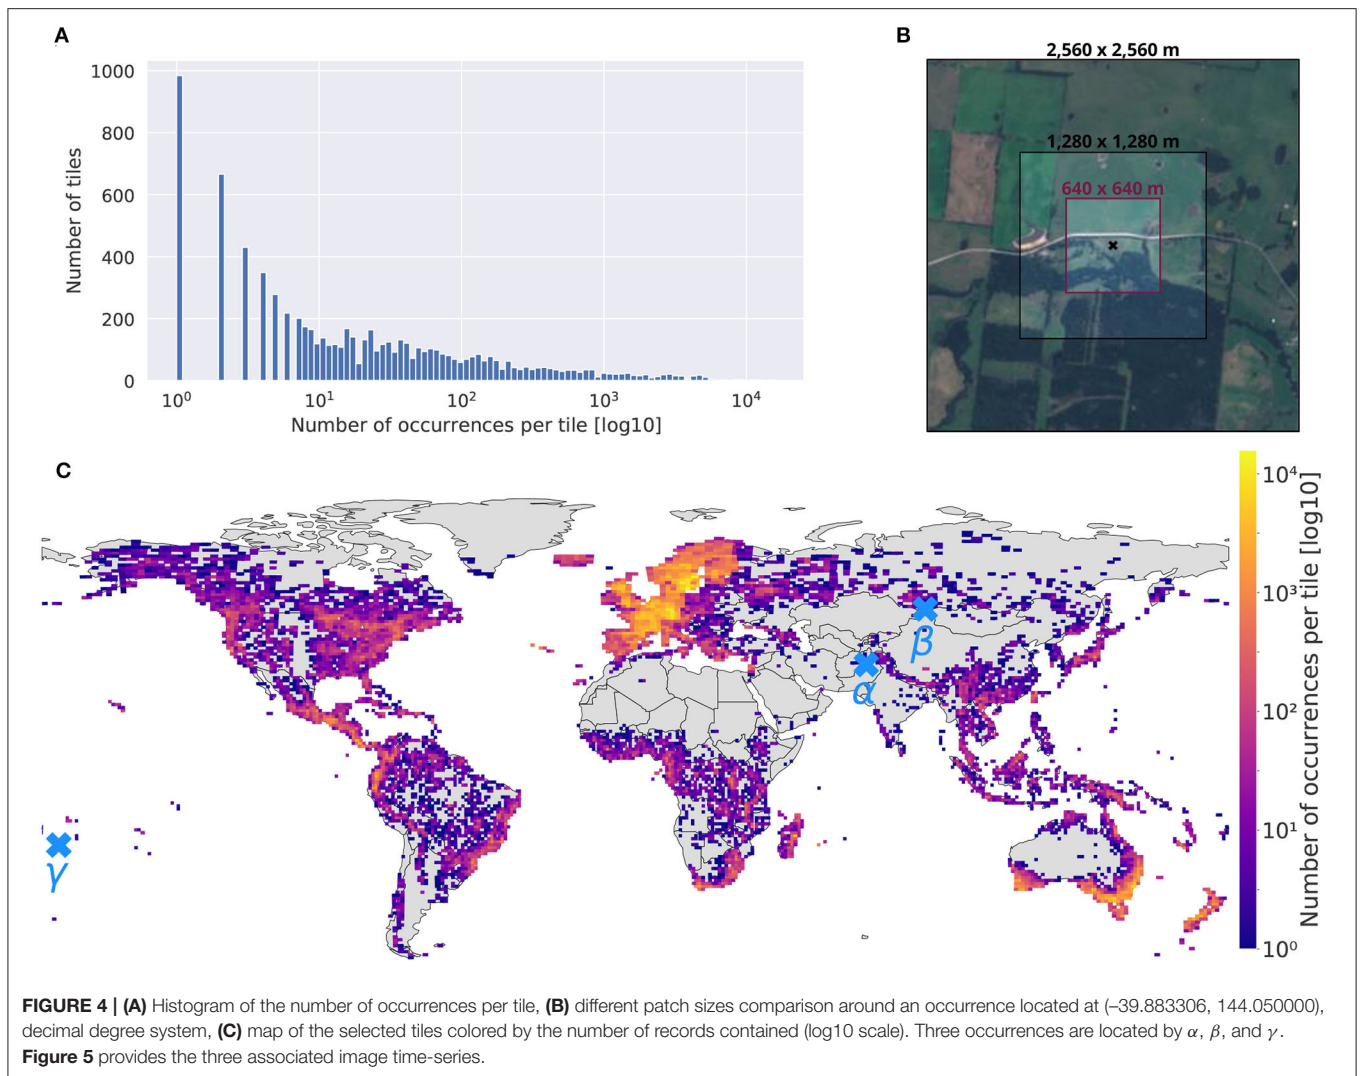 A
1000
800
600
400
200
0
Number of tiles
10⁰ 10¹ 10² 10³ 10⁴
Number of occurrences per tile [log10]
B
2,560 x 2,560 m
1,280 x 1,280 m
640 x 640 m
C
α
β
γ
10⁴
10³
10²
10¹
10⁰
Number of occurrences per tile [log10]
FIGURE 4 | (A) Histogram of the number of occurrences per tile, (B) different patch sizes comparison around an occurrence located at (–39.883306, 144.050000),
decimal degree system, (C) map of the selected tiles colored by the number of records contained (log10 scale). Three occurrences are located by α, β, and γ.
Figure 5 provides the three associated image time-series.